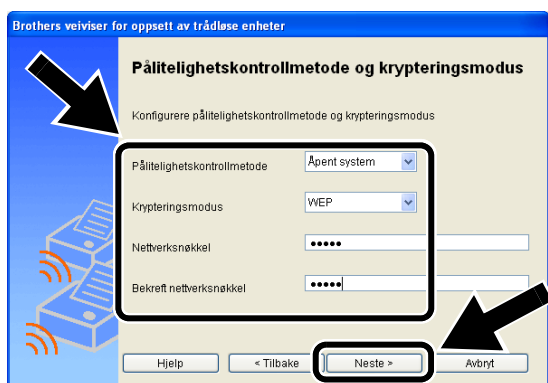 Brothers veiviser for oppsett av trådløse enheter
Pålitelighetskontrollmetode og krypteringsmodus
Konfigurere pålitelighetskontrollmetode og krypteringsmodus
Pålitelighetskontrollmetode Åpent system
Krypteringsmodus WEP
Nettverksnøkkel •••••
Bekreft nettverksnøkkel •••••
Hjelp < Tilbake Neste > Avbryt